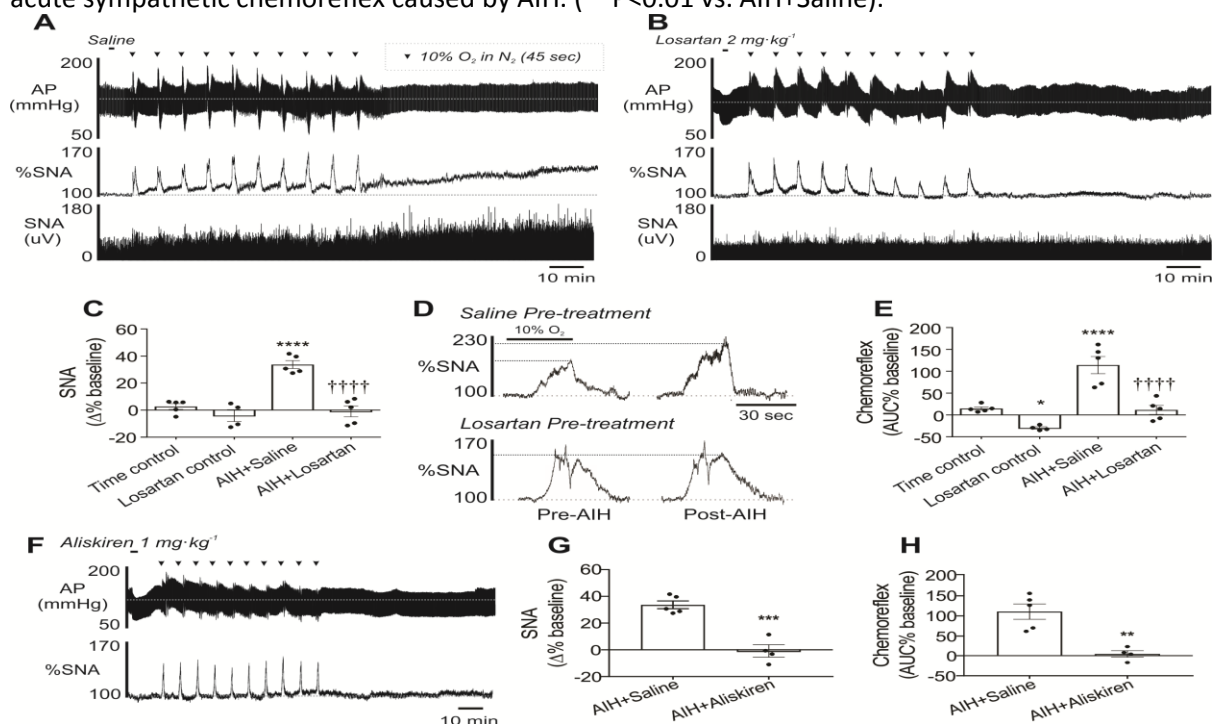 acute sympathetic chemoreflex caused by AIH. ( P<0.01 vs. AIH+Saline).
A
Saline
10% O₂ in N₂ (45 sec)
200
AP
(mmHg)
50
170
%SNA
100
180
SNA
(uV)
0
10 min
B
Losartan 2 mg·kg⁻¹
200
AP
(mmHg)
50
170
%SNA
100
180
SNA
(uV)
0
10 min
C
SNA
(Δ% baseline)
60
40
20
0
-20
****
††††
Time control
Losartan control
AIH+Saline
AIH+Losartan
D
Saline Pre-treatment
10% O₂
230
%SNA
100
30 sec
Losartan Pre-treatment
170
%SNA
100
Pre-AIH
Post-AIH
E
Chemoreflex
(AUC% baseline)
200
150
100
50
0
-50
*
****
††††
Time control
Losartan control
AIH+Saline
AIH+Losartan
F
Aliskiren 1 mg·kg⁻¹
200
AP
(mmHg)
50
170
%SNA
100
10 min
G
SNA
(Δ% baseline)
60
40
20
0
-20
***
AIH+Saline
AIH+Aliskiren
H
Chemoreflex
(AUC% baseline)
200
150
100
50
0
-50
**
AIH+Saline
AIH+Aliskiren